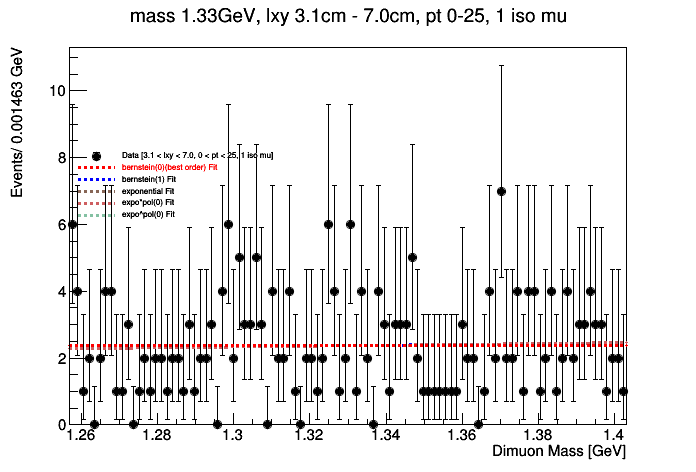 mass 1.33GeV, lxy 3.1cm - 7.0cm, pt 0-25, 1 iso mu
Events/ 0.001463 GeV
10
8
6
4
2
0
Data [3.1 < lxy < 7.0, 0 < pt < 25, 1 iso mu]
bernstein(0)(best order) Fit
bernstein(1) Fit
exponential Fit
expo*pol(0) Fit
expo^pol(0) Fit
1.26 1.28 1.3 1.32 1.34 1.36 1.38 1.4
Dimuon Mass [GeV]